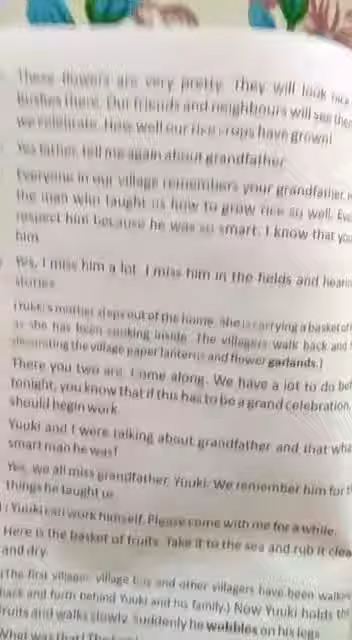 These flowers are very pretty. They will look nice
bushes there. Our friends and neighbours will see them
we celebrate. How well our rice crops have grown!
Yes father, tell me again about grandfather
Everyone in our village remembers your grandfather.
the man who taught us how to grow rice so well. Eve
respect him because he was so smart. I know that you
him
Yes, I miss him a lot. I miss him in the fields and hearin
stories
(Yuuki's mother steps out of the home. She is carrying a basket of
as she has been cooking inside. The villagers walk back and f
decorating the village paper lanterns and flower garlands.)
There you two are. Come along. We have a lot to do bef
tonight, you know that if this has to be a grand celebration,
should begin work.
Yuuki and I were talking about grandfather and that wha
smart man he was!
Yes, we all miss grandfather, Yuuki. We remember him for t
things he taught us
: Yuuki can work himself. Please come with me for a while.
Here is the basket of fruits. Take it to the sea and rub it clea
and dry.
(The first villager, village boy and other villagers have been walkin
back and forth behind Yuuki and his family.) Now Yuuki holds th
fruits and walks slowly. Suddenly he wobbles on his legs
What was that?